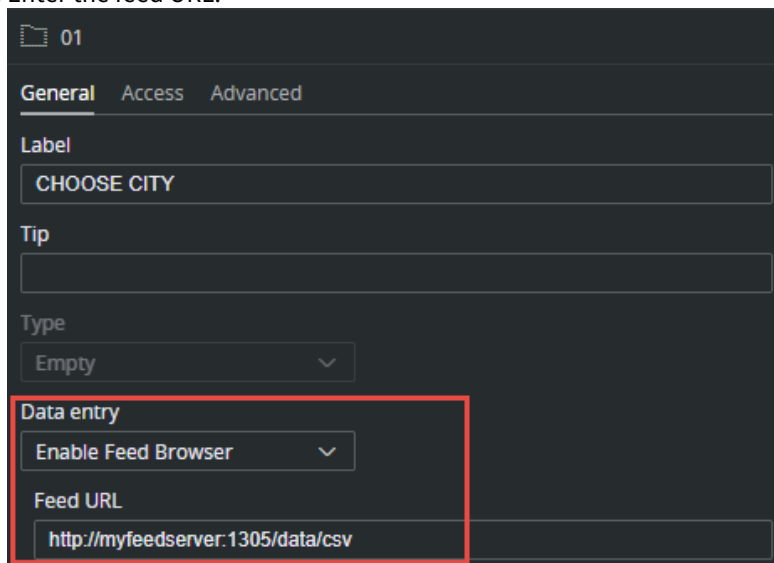 Enter the feed URL.
01
General Access Advanced
Label
CHOOSE CITY
Tip
Type
Empty
Data entry
Enable Feed Browser
Feed URL
http://myfeedserver:1305/data/csv